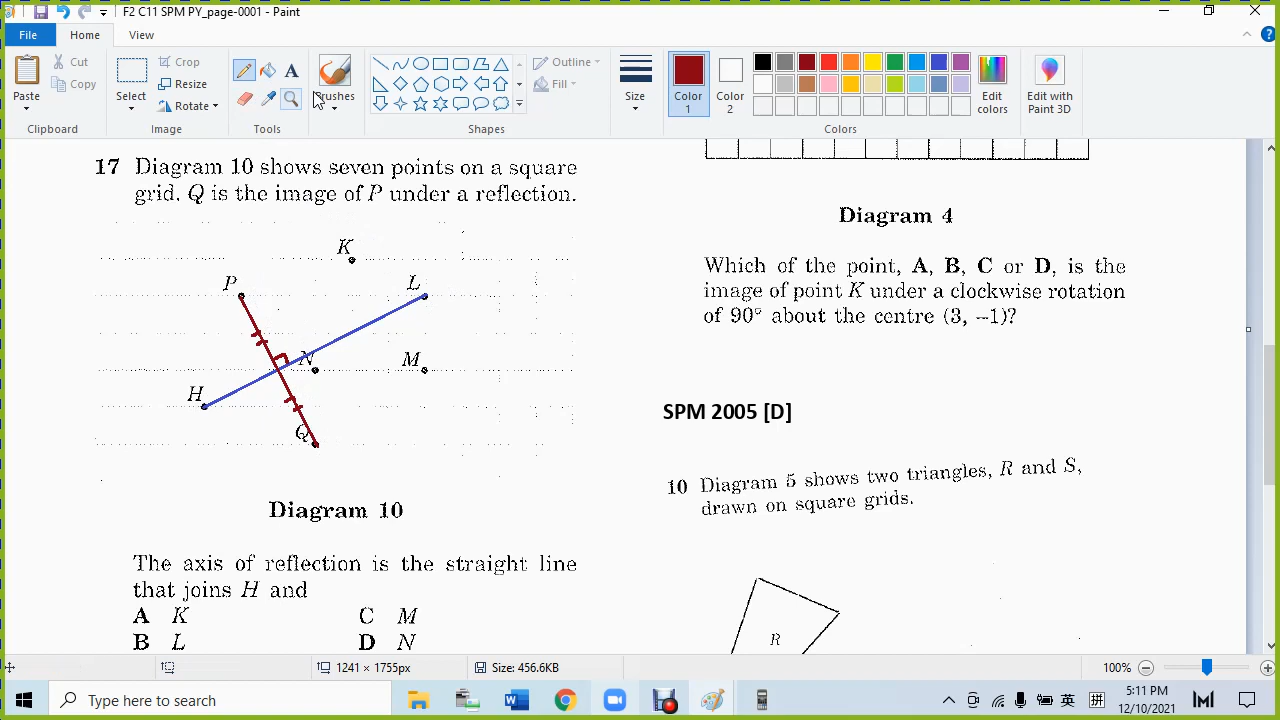 F2 C11 SPM PY_page-0001 - Paint
File Home View
Paste
Cut
Copy
Clipboard
Select
Crop
Resize
Rotate
Image
A
Tools
Brushes
Outline
Fill
Shapes
Size
Color 1
Color 2
Edit colors
Edit with Paint 3D
Colors
17 Diagram 10 shows seven points on a square
grid. Q is the image of P under a reflection.
K
P
L
N
M
H
Q
Diagram 10
The axis of reflection is the straight line
that joins H and
A K C M
B L D N
Diagram 4
Which of the point, A, B, C or D, is the
image of point K under a clockwise rotation
of 90° about the centre (3, –1)?
SPM 2005 [D]
10 Diagram 5 shows two triangles, R and S,
drawn on square grids.
R
1241 × 1755px
Size: 456.6KB
100%
Type here to search
英
拼
5:11 PM
12/10/2021